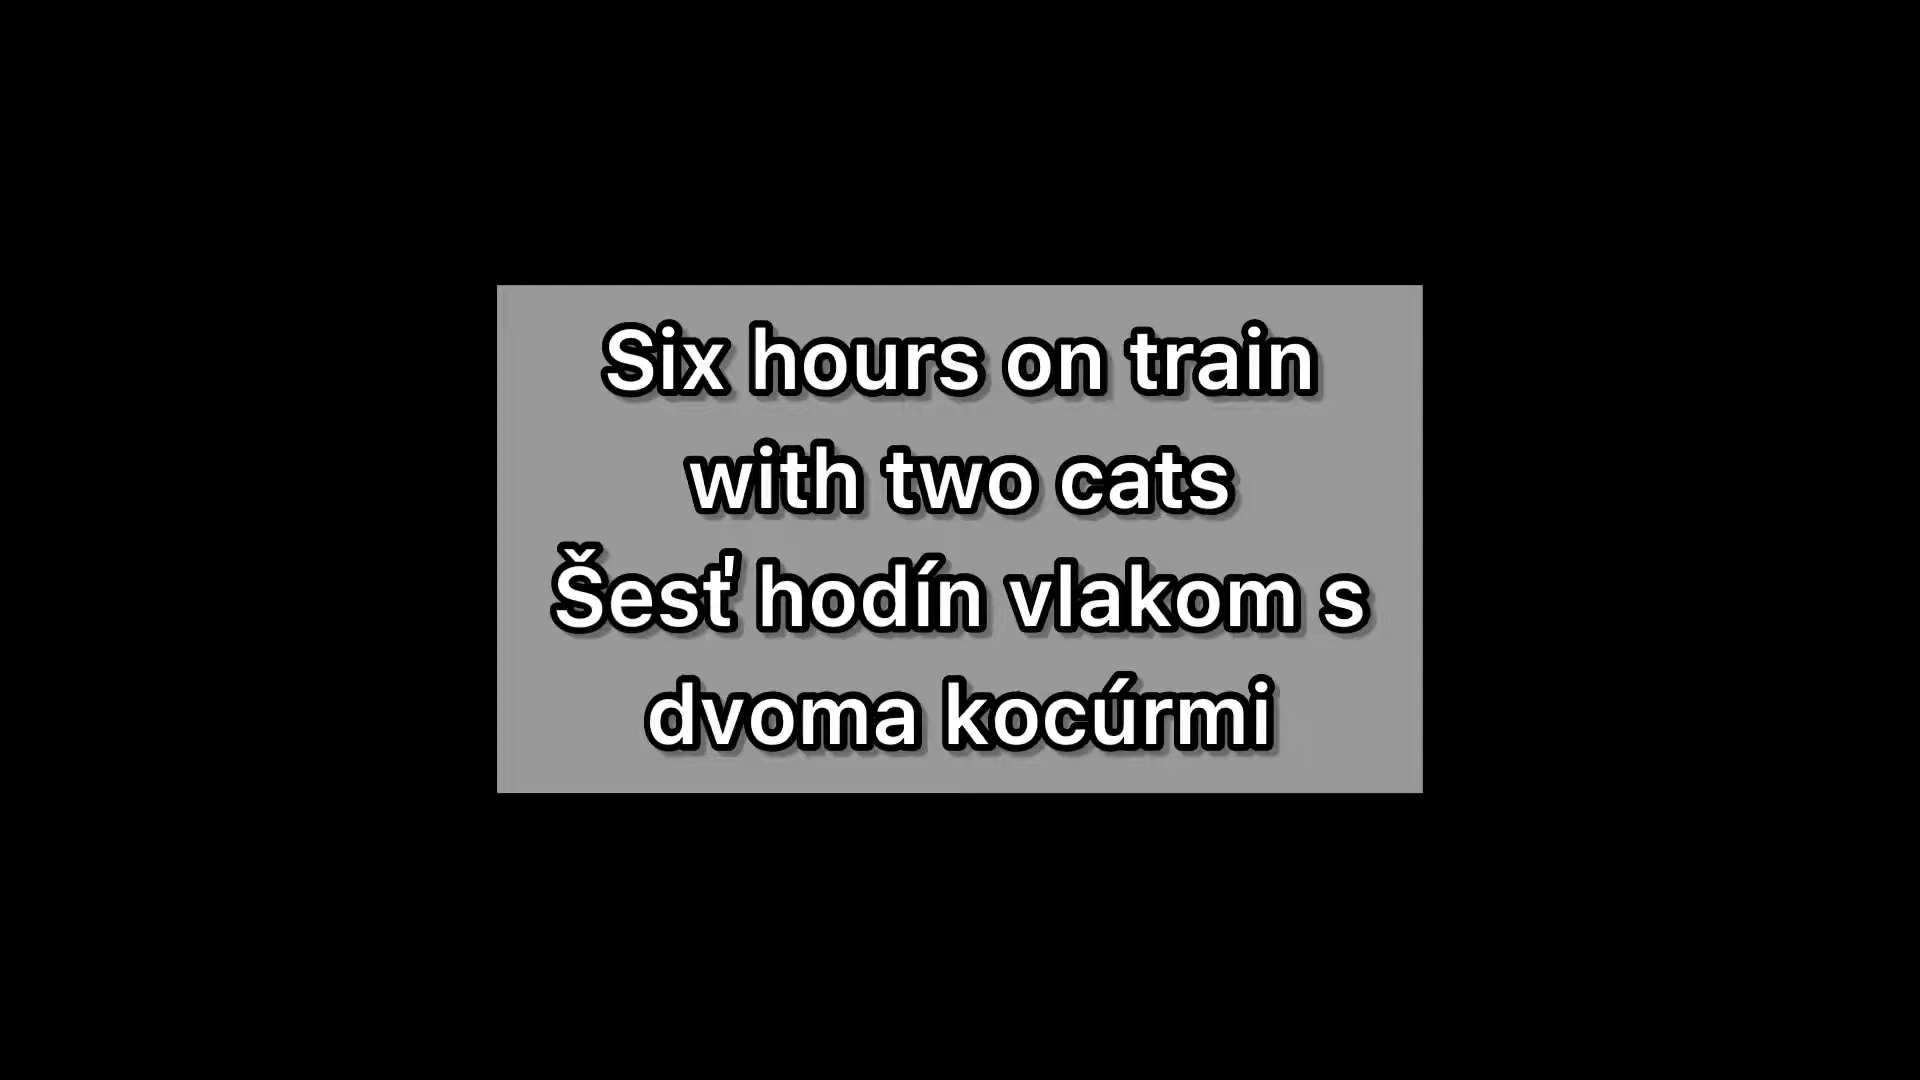 Six hours on train
with two cats
Šesť hodín vlakom s
dvoma kocúrmi